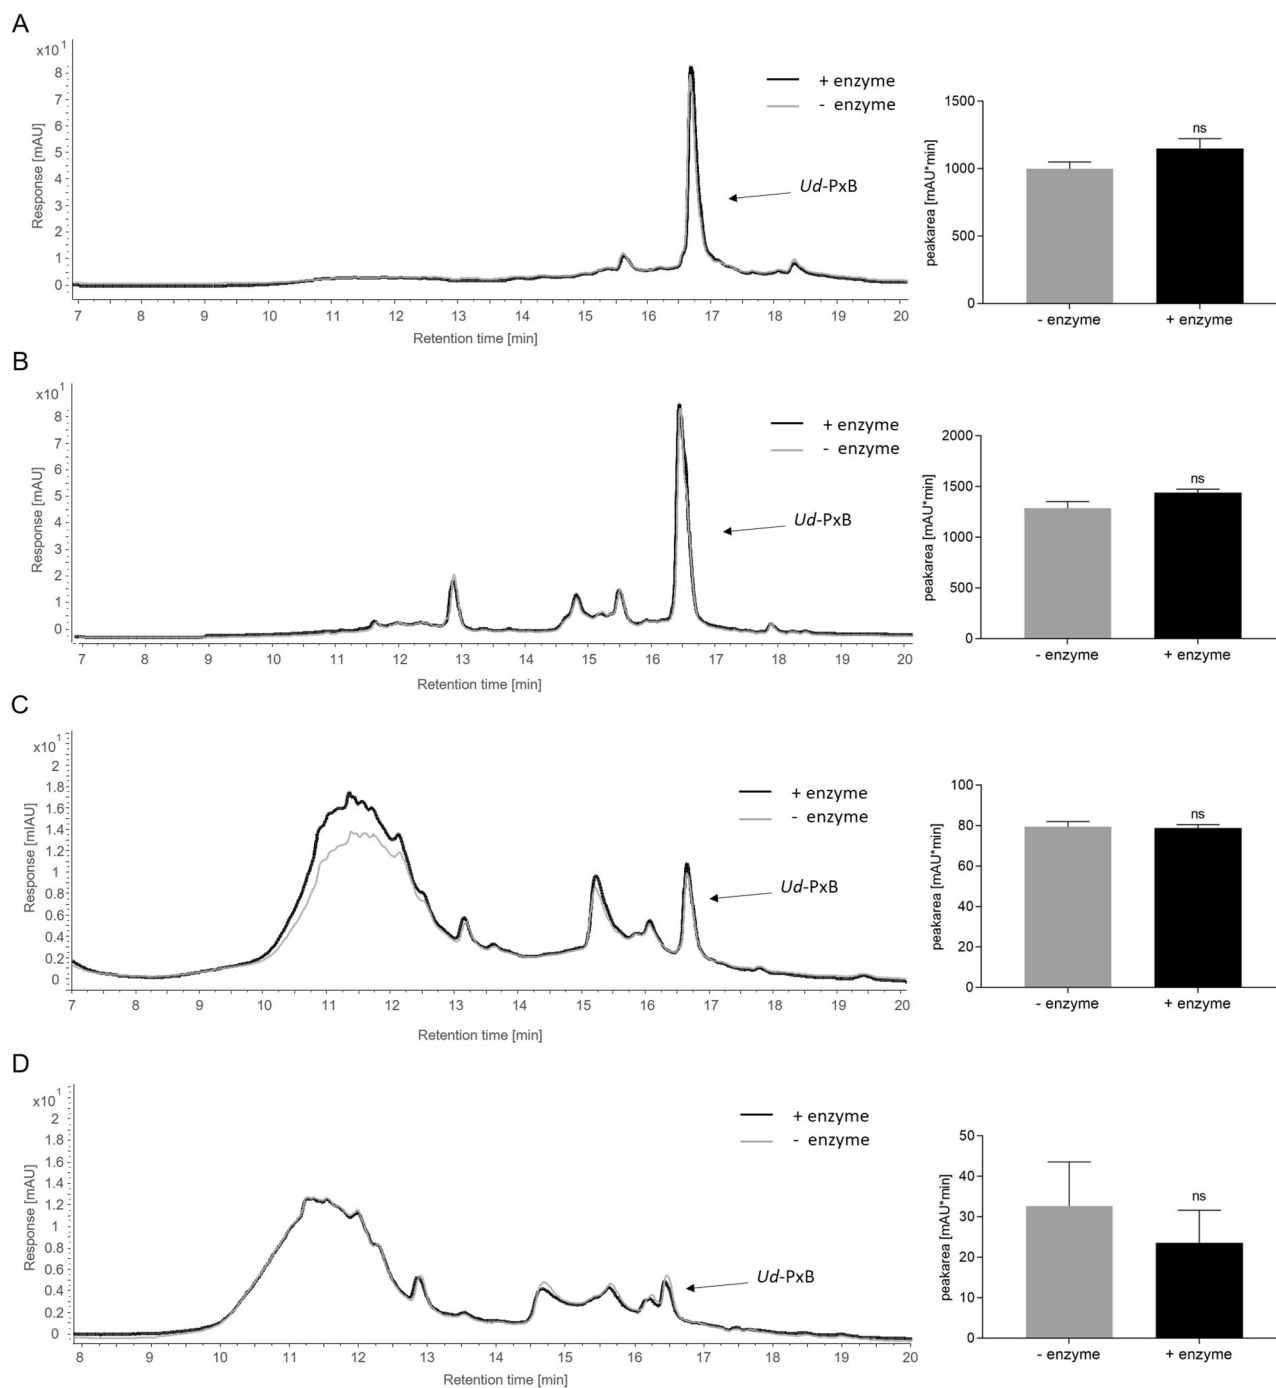 A
x10¹
8
7
6
5
4
3
2
1
0
Response [mAU]
7 8 9 10 11 12 13 14 15 16 17 18 19 20
Retention time [min]
+ enzyme
- enzyme
Ud-PxB
1500
1000
500
0
peakarea [mAU*min]
ns
- enzyme + enzyme
B
x10¹
8
7
6
5
4
3
2
1
0
Response [mAU]
7 8 9 10 11 12 13 14 15 16 17 18 19 20
Retention time [min]
+ enzyme
- enzyme
Ud-PxB
2000
1500
1000
500
0
peakarea [mAU*min]
ns
- enzyme + enzyme
C
x10¹
2
1.8
1.6
1.4
1.2
1
0.8
0.6
0.4
0.2
0
Response [mlAU]
7 8 9 10 11 12 13 14 15 16 17 18 19 20
Retention time [min]
+ enzyme
- enzyme
Ud-PxB
100
80
60
40
20
0
peakarea [mAU*min]
ns
- enzyme + enzyme
D
x10¹
2
1.8
1.6
1.4
1.2
1
0.8
0.6
0.4
0.2
0
Response [mAU]
8 9 10 11 12 13 14 15 16 17 18 19 20
Retention time [min]
+ enzyme
- enzyme
Ud-PxB
50
40
30
20
10
0
peakarea [mAU*min]
ns
- enzyme + enzyme